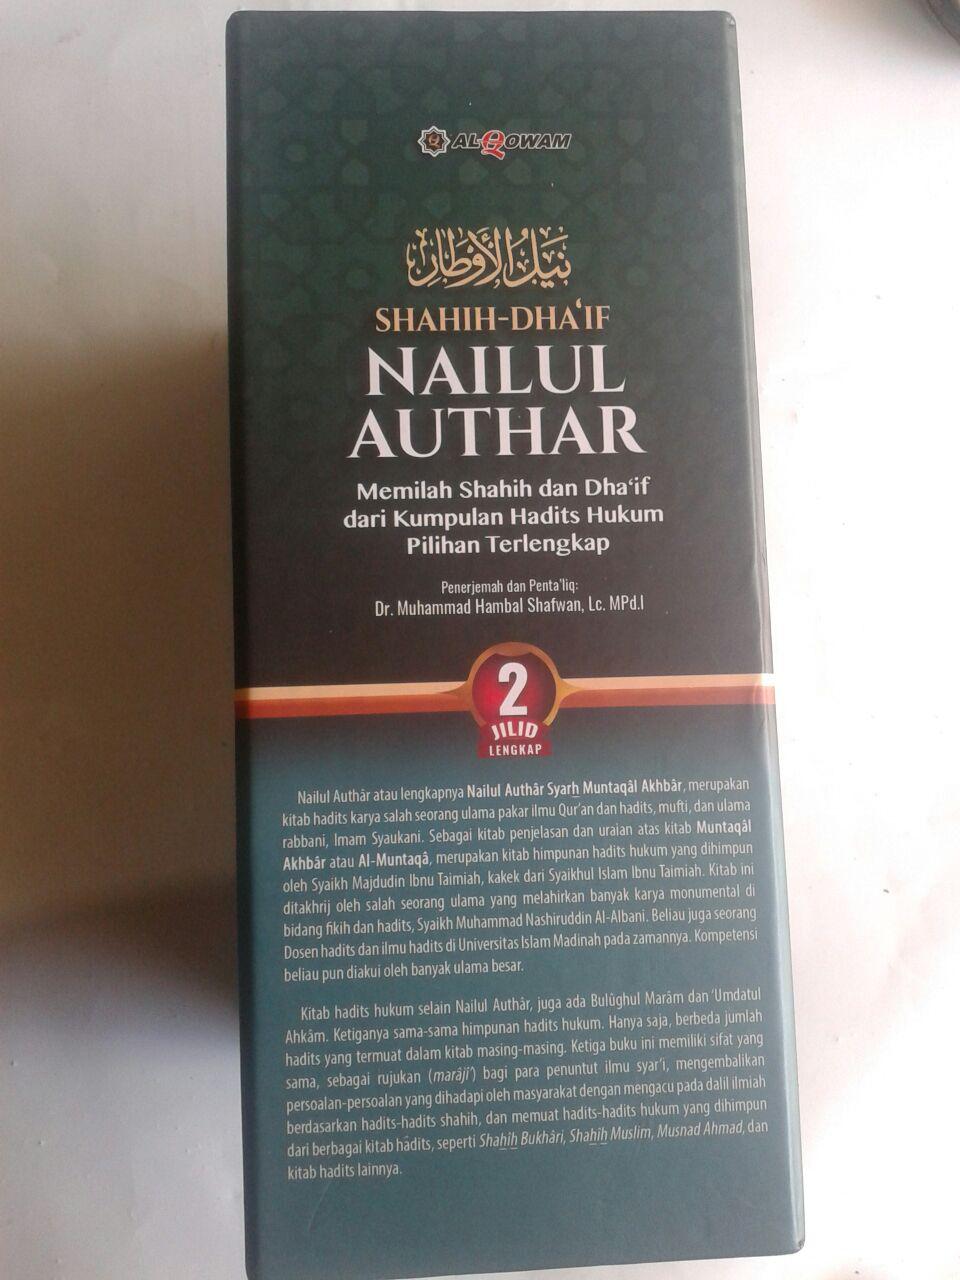 AL QOWAM
نَيْلُ الأَوْطَارِ
SHAHIH-DHA‘IF
NAILUL
AUTHAR
Memilah Shahih dan Dha‘if
dari Kumpulan Hadits Hukum
Pilihan Terlengkap
Penerjemah dan Penta'liq:
Dr. Muhammad Hambal Shafwan, Lc. MPd.I
2
JILID
LENGKAP
Nailul Authâr atau lengkapnya Nailul Authâr Syarh Muntaqâl Akhbâr, merupakan
kitab hadits karya salah seorang ulama pakar ilmu Qur'an dan hadits, mufti, dan ulama
rabbani, Imam Syaukani. Sebagai kitab penjelasan dan uraian atas kitab Muntaqâl
Akhbâr atau Al-Muntaqâ, merupakan kitab himpunan hadits hukum yang dihimpun
oleh Syaikh Majdudin Ibnu Taimiah, kakek dari Syaikhul Islam Ibnu Taimiah. Kitab ini
ditakhrij oleh salah seorang ulama yang melahirkan banyak karya monumental di
bidang fikih dan hadits, Syaikh Muhammad Nashiruddin Al-Albani. Beliau juga seorang
Dosen hadits dan ilmu hadits di Universitas Islam Madinah pada zamannya. Kompetensi
beliau pun diakui oleh banyak ulama besar.
Kitab hadits hukum selain Nailul Authâr, juga ada Bulûghul Marâm dan 'Umdatul
Ahkâm. Ketiganya sama-sama himpunan hadits hukum. Hanya saja, berbeda jumlah
hadits yang termuat dalam kitab masing-masing. Ketiga buku ini memiliki sifat yang
sama, sebagai rujukan (marâji') bagi para penuntut ilmu syar'i, mengembalikan
persoalan-persoalan yang dihadapi oleh masyarakat dengan mengacu pada dalil ilmiah
berdasarkan hadits-hadits shahih, dan memuat hadits-hadits hukum yang dihimpun
dari berbagai kitab hâdits, seperti Shahih Bukhâri, Shahih Muslim, Musnad Ahmad, dan
kitab hadits lainnya.